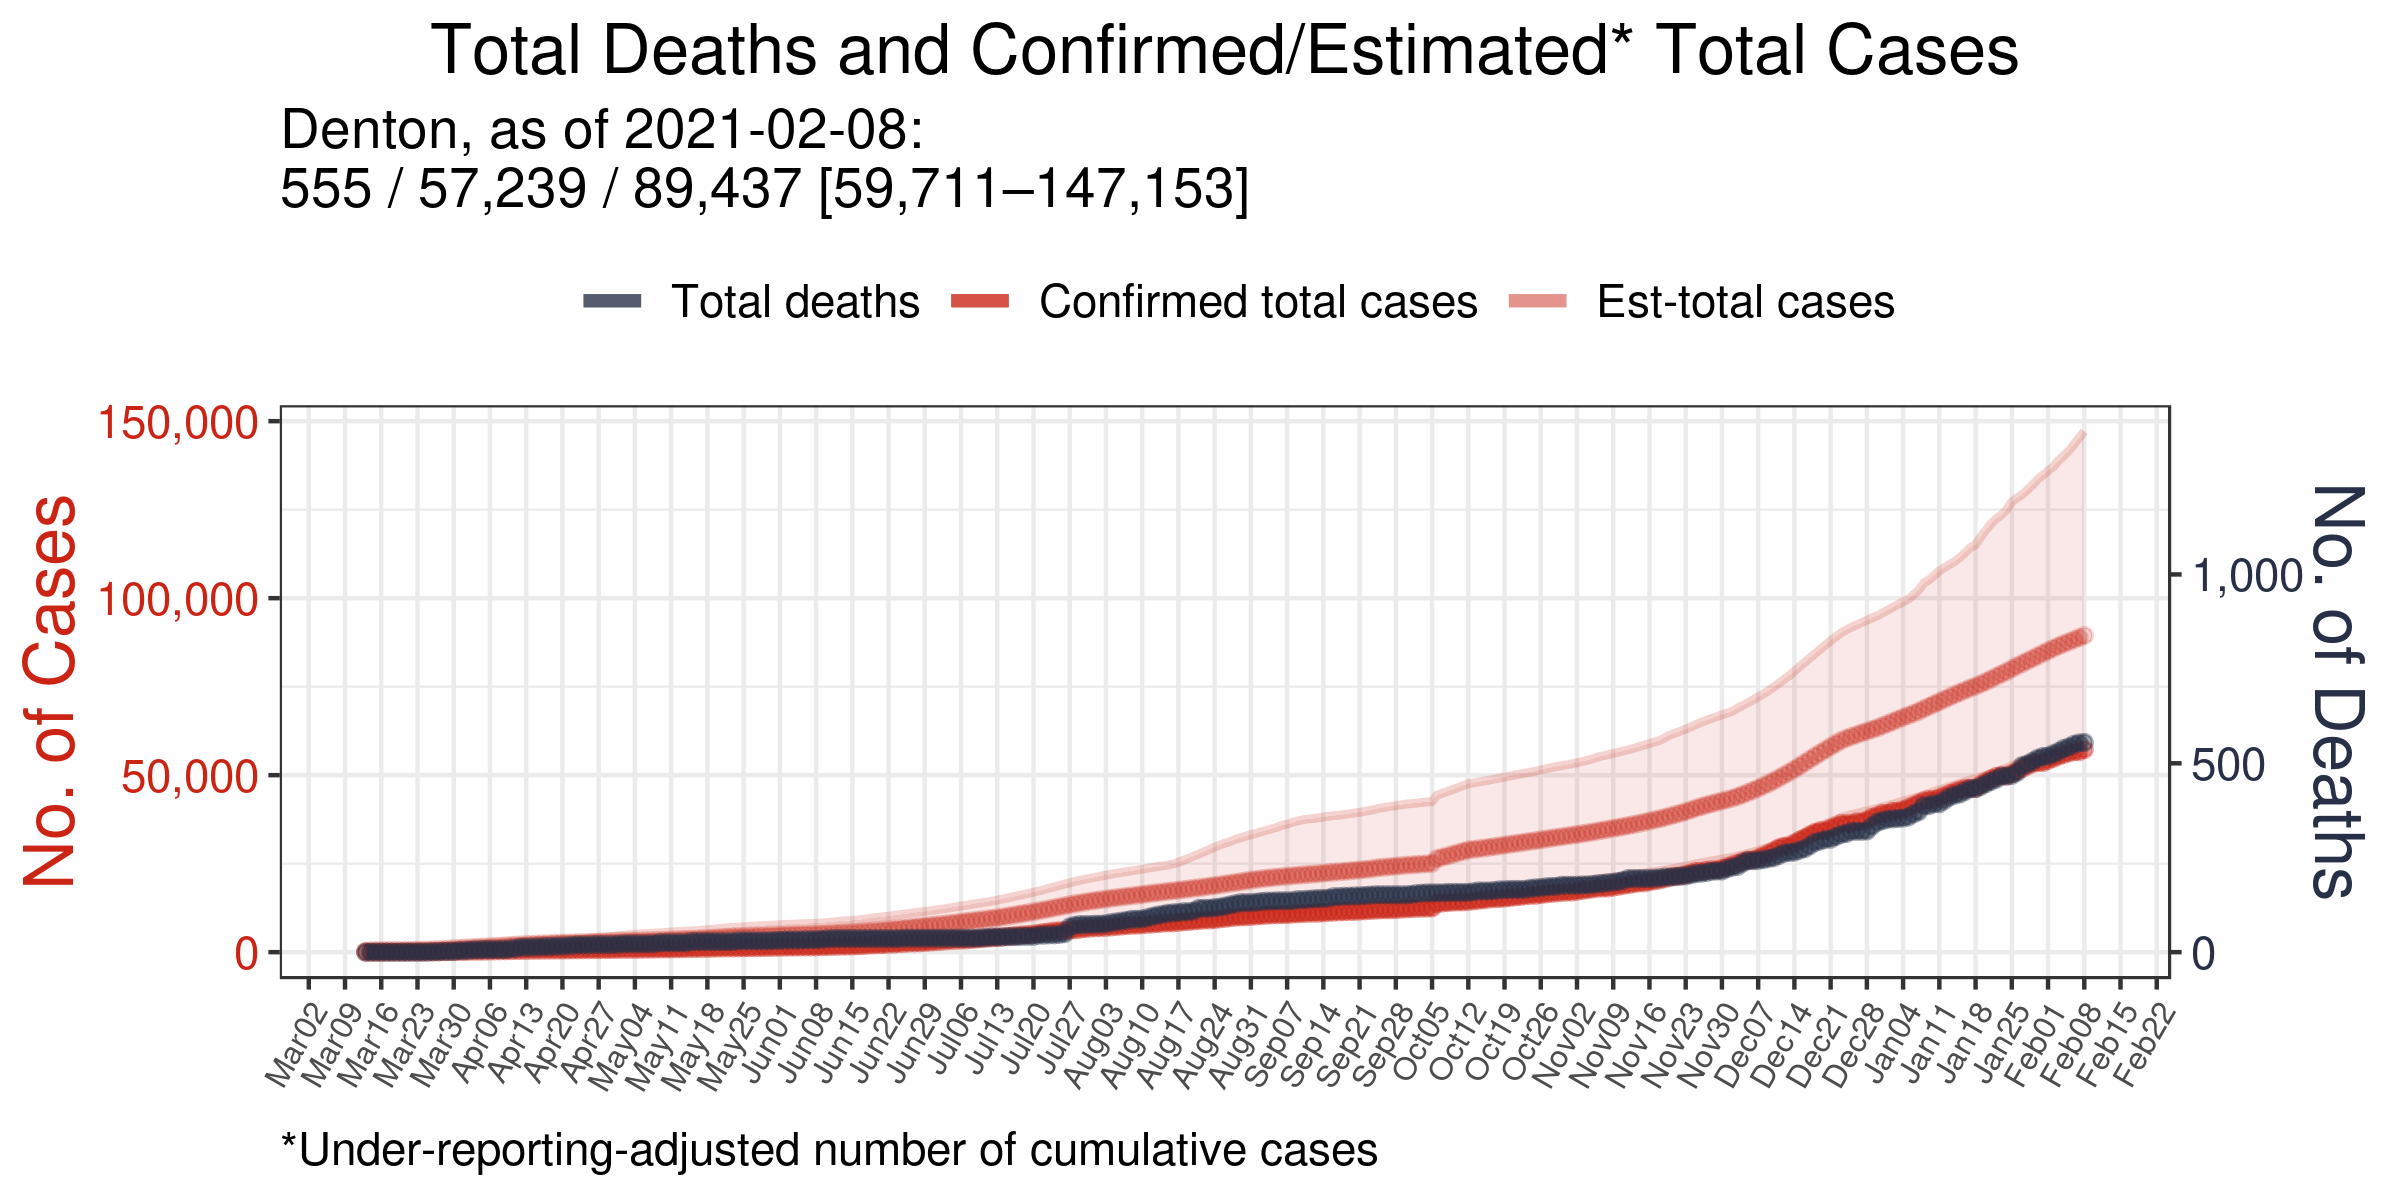 Total Deaths and Confirmed/Estimated* Total Cases
Denton, as of 2021-02-08:
555 / 57,239 / 89,437 [59,711–147,153]
Total deaths
Confirmed total cases
Est-total cases
No. of Cases
150,000
100,000
50,000
0
1,000
500
0
No. of Deaths
Mar02
Mar09
Mar16
Mar23
Mar30
Apr06
Apr13
Apr20
Apr27
May04
May11
May18
May25
Jun01
Jun08
Jun15
Jun22
Jun29
Jul06
Jul13
Jul20
Jul27
Aug03
Aug10
Aug17
Aug24
Aug31
Sep07
Sep14
Sep21
Sep28
Oct05
Oct12
Oct19
Oct26
Nov02
Nov09
Nov16
Nov23
Nov30
Dec07
Dec14
Dec21
Dec28
Jan04
Jan11
Jan18
Jan25
Feb01
Feb08
Feb15
Feb22
*Under-reporting-adjusted number of cumulative cases